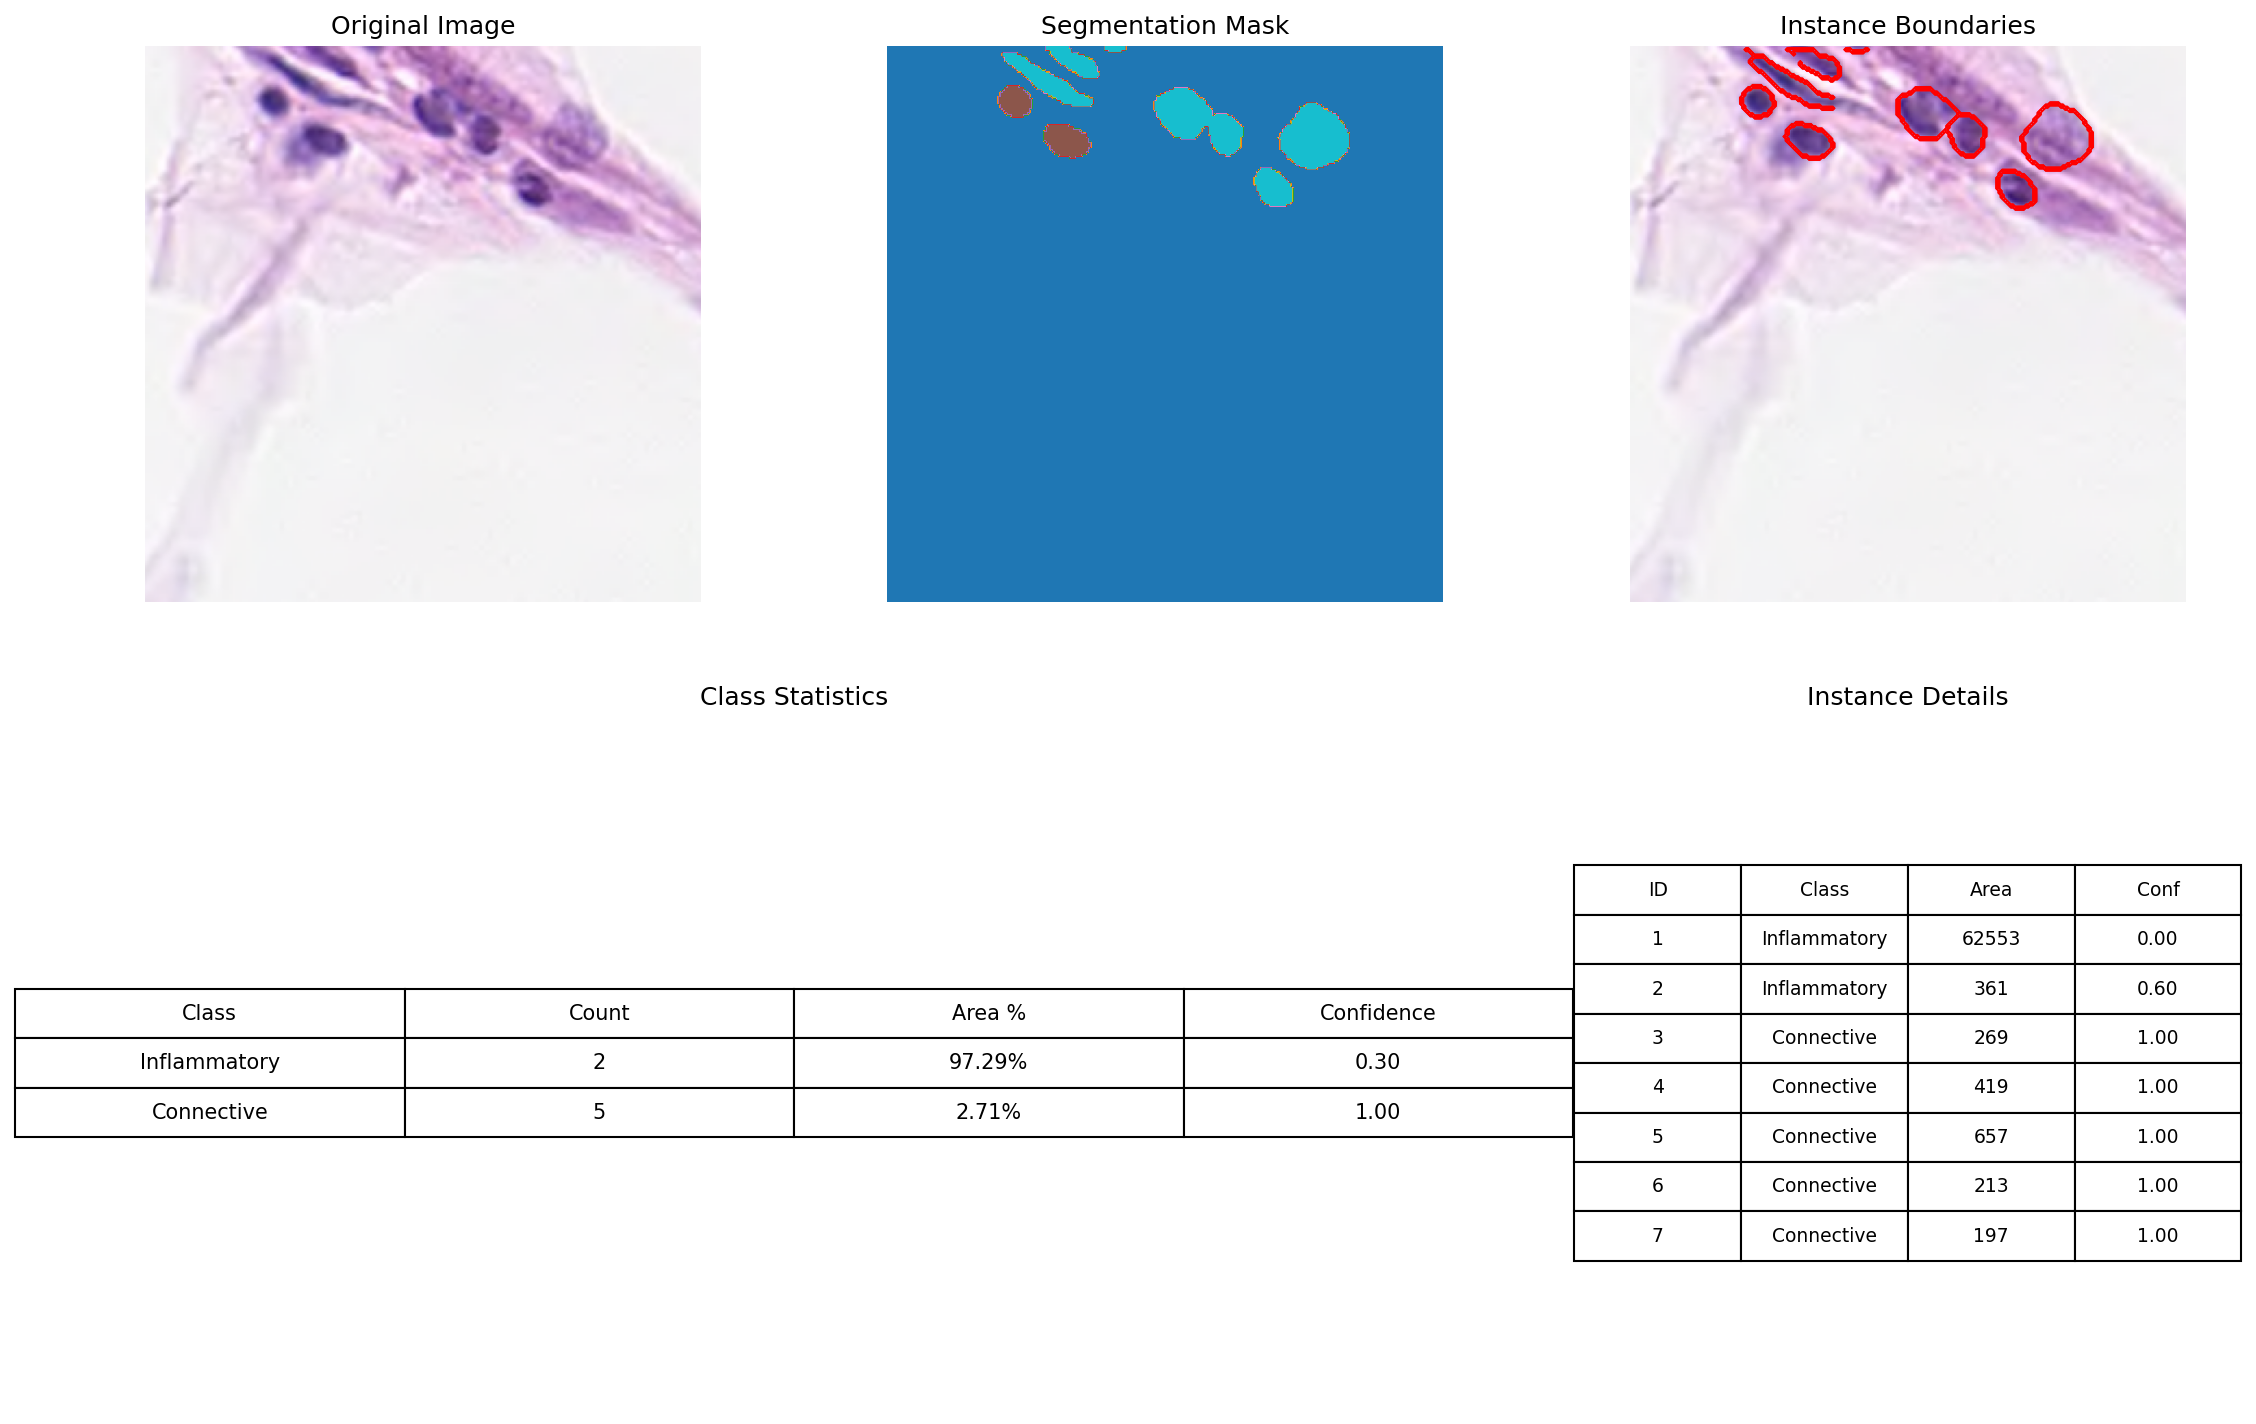 Original Image Segmentation Mask Instance Boundaries
Class Statistics Instance Details
ID Class Area Conf
1 Inflammatory 62553 0.00
2 Inflammatory 361 0.60
3 Connective 269 1.00
4 Connective 419 1.00
5 Connective 657 1.00
6 Connective 213 1.00
7 Connective 197 1.00
Class Count Area % Confidence
Inflammatory 2 97.29% 0.30
Connective 5 2.71% 1.00